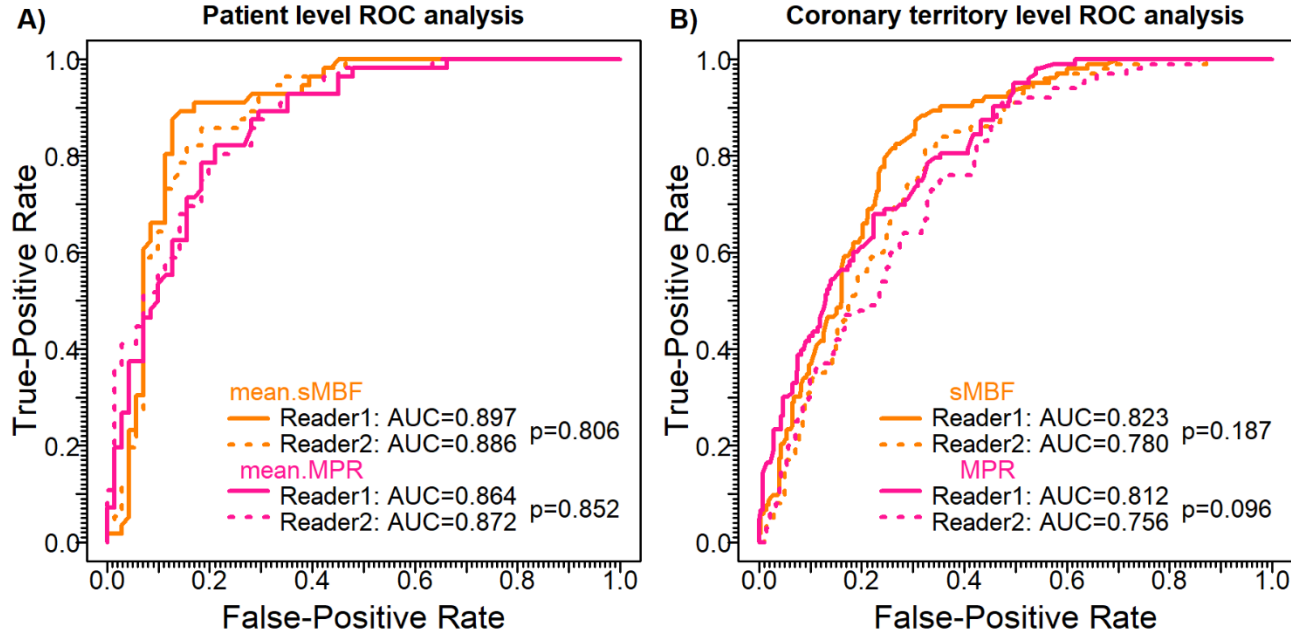 A) Patient level ROC analysis
True-Positive Rate
1.0
0.8
0.6
0.4
0.2
0.0
mean.sMBF
Reader1: AUC=0.897
Reader2: AUC=0.886
p=0.806
mean.MPR
Reader1: AUC=0.864
Reader2: AUC=0.872
p=0.852
0.0 0.2 0.4 0.6 0.8 1.0
False-Positive Rate
B) Coronary territory level ROC analysis
True-Positive Rate
1.0
0.8
0.6
0.4
0.2
0.0
sMBF
Reader1: AUC=0.823
Reader2: AUC=0.780
p=0.187
MPR
Reader1: AUC=0.812
Reader2: AUC=0.756
p=0.096
0.0 0.2 0.4 0.6 0.8 1.0
False-Positive Rate